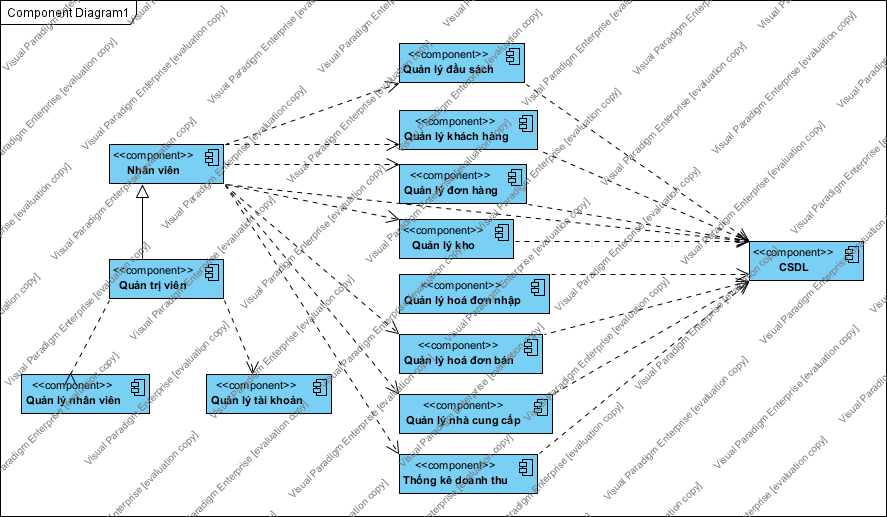 Component Diagram1
<<component>>
Quản lý đầu sách
<<component>>
Quản lý khách hàng
<<component>>
Nhân viên
<<component>>
Quản lý đơn hàng
<<component>>
Quản lý kho
<<component>>
CSDL
<<component>>
Quản trị viên
<<component>>
Quản lý hoá đơn nhập
<<component>>
Quản lý hoá đơn bán
<<component>>
Quản lý nhân viên
<<component>>
Quản lý tài khoản
<<component>>
Quản lý nhà cung cấp
<<component>>
Thống kê doanh thu
Visual Paradigm Enterprise [evaluation copy]